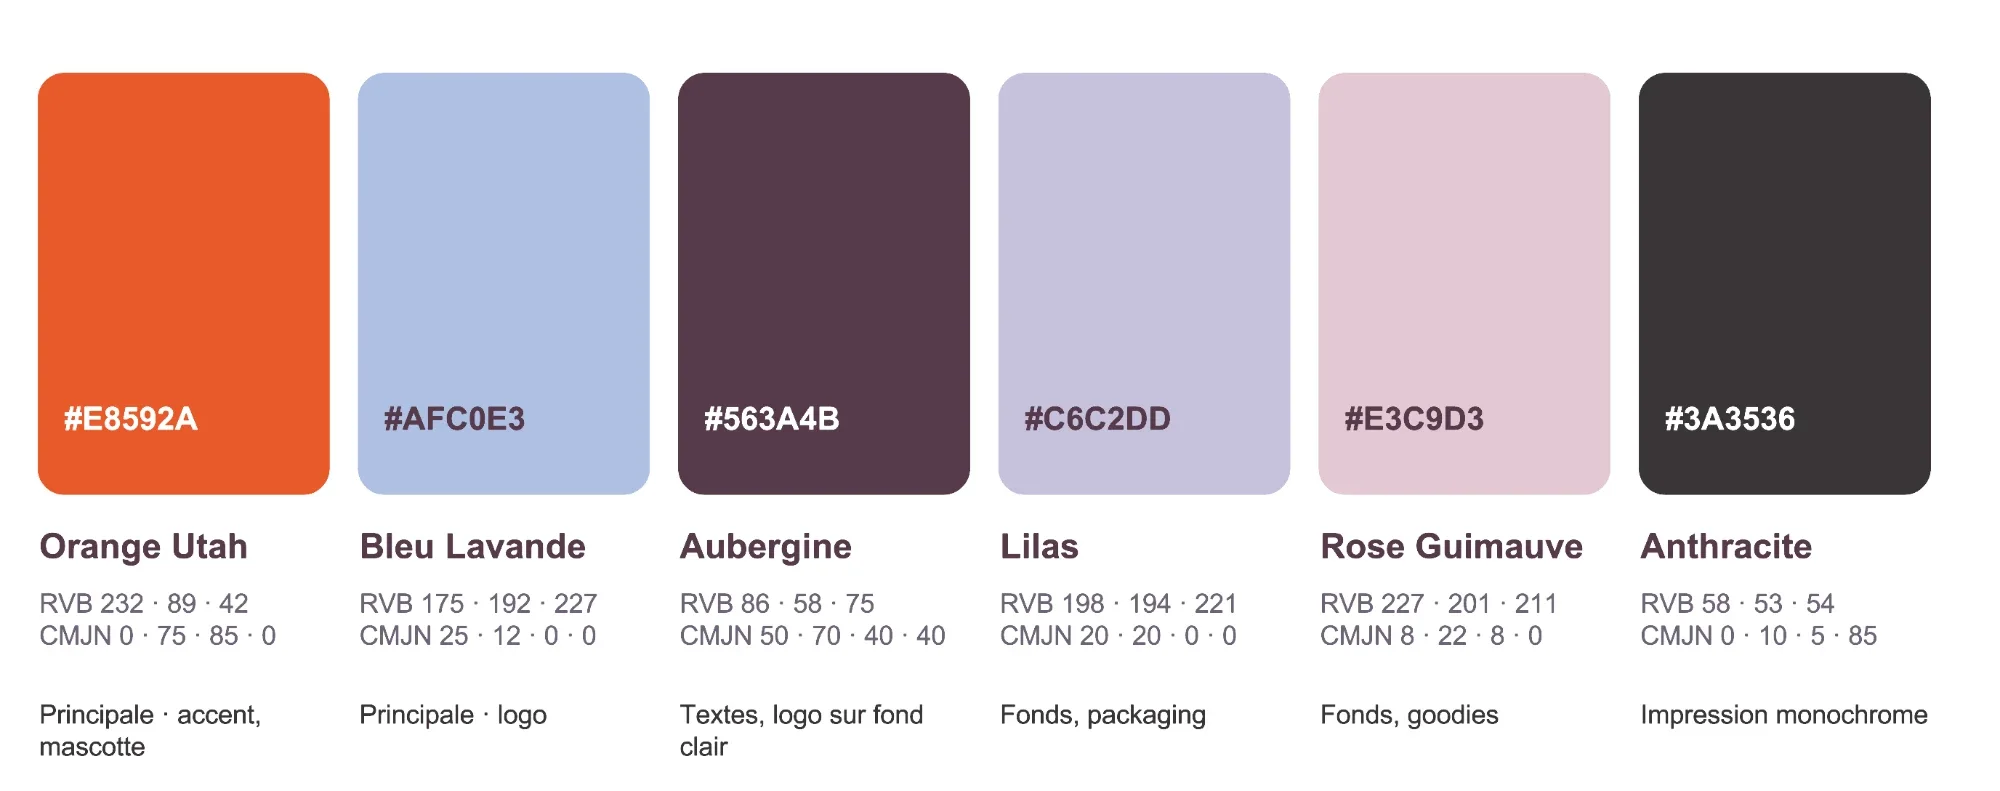 #E8592A
#AFC0E3
#563A4B
#C6C2DD
#E3C9D3
#3A3536
Orange Utah
RVB 232 · 89 · 42
CMJN 0 · 75 · 85 · 0
Principale · accent,
mascotte
Bleu Lavande
RVB 175 · 192 · 227
CMJN 25 · 12 · 0 · 0
Principale · logo
Aubergine
RVB 86 · 58 · 75
CMJN 50 · 70 · 40 · 40
Textes, logo sur fond
clair
Lilas
RVB 198 · 194 · 221
CMJN 20 · 20 · 0 · 0
Fonds, packaging
Rose Guimauve
RVB 227 · 201 · 211
CMJN 8 · 22 · 8 · 0
Fonds, goodies
Anthracite
RVB 58 · 53 · 54
CMJN 0 · 10 · 5 · 85
Impression monochrome